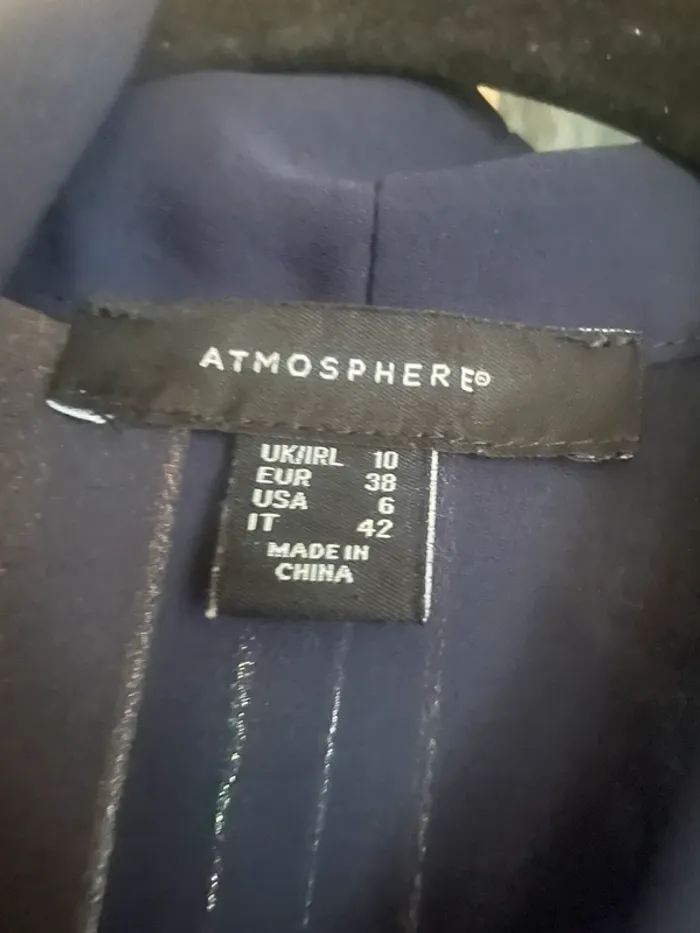 ATMOSPHERE®
UK/IRL 10
EUR 38
USA 6
IT 42
MADE IN
CHINA